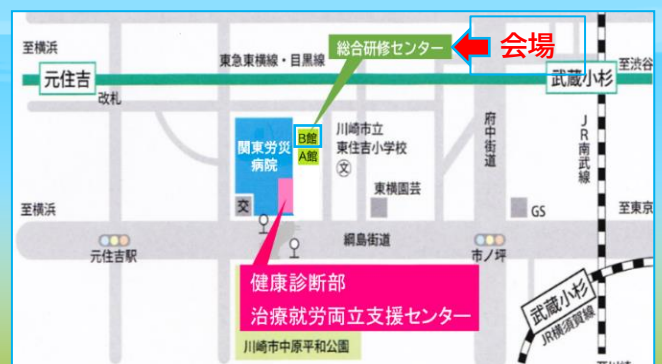 会場
総合研修センター
至横浜
東急東横線・目黒線
至渋谷
元住吉
武蔵小杉
改札
府中街道
JR南武線
B館
A館
川崎市立
東住吉小学校
文
関東労災
病院
東横園芸
交
GS
至横浜
至東京
綱島街道
元住吉駅
市ノ坪
健康診断部
治療就労両立支援センター
武蔵小杉
JR横須賀線
川崎市中原平和公園